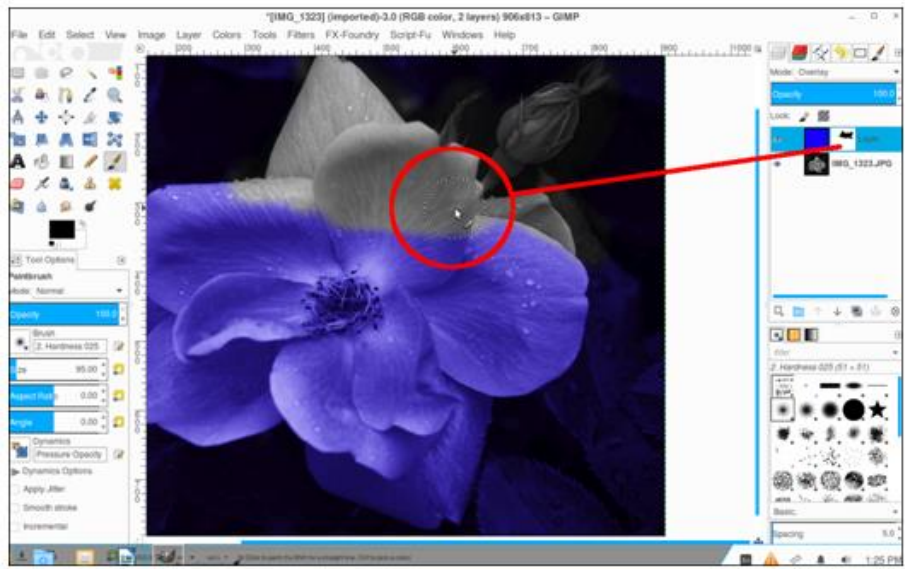 *[IMG_1323] (imported)-3.0 (RGB color, 2 layers) 906x813 – GIMP
File Edit Select View Image Layer Colors Tools Filters FX-Foundry Script-Fu Windows Help
Mode: Overlay
Opacity 100.0
Lock:
IMG_1323.JPG
Tool Options
Paintbrush
Mode: Normal
Opacity 100.0
Brush
2. Hardness 025
Size 95.00
Aspect Ratio 0.00
Angle 0.00
Dynamics
Pressure Opacity
Dynamics Options
Apply Jitter
Smooth stroke
Incremental
filter
2. Hardness 025 (51 × 51)
Basic,
Spacing 5.0
1:25 PM